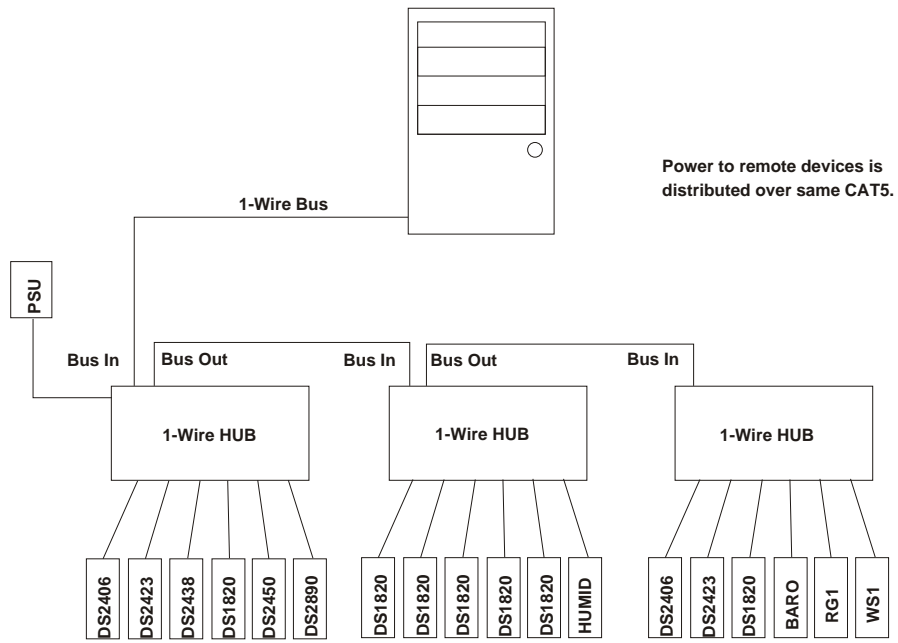 Power to remote devices is
distributed over same CAT5.
1-Wire Bus
PSU
Bus In
Bus Out
Bus In
Bus Out
Bus In
1-Wire HUB
1-Wire HUB
1-Wire HUB
DS2406
DS2423
DS2438
DS1820
DS2450
DS2890
DS1820
DS1820
DS1820
DS1820
DS1820
HUMID
DS2406
DS2423
DS1820
BARO
RG1
WS1